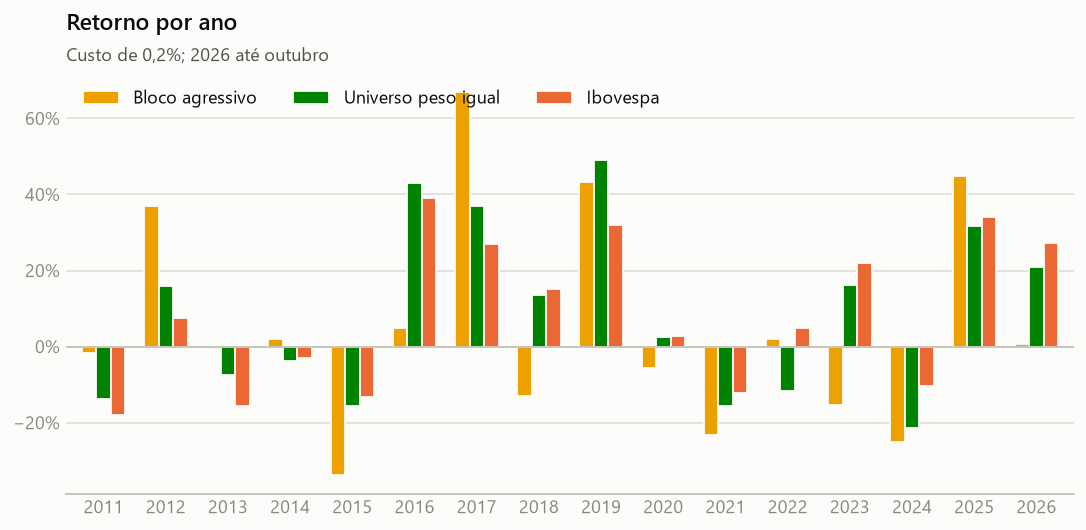 Retorno por ano
Custo de 0,2%; 2026 até outubro
Bloco agressivo Universo peso igual Ibovespa
60%
40%
20%
0%
−20%
2011 2012 2013 2014 2015 2016 2017 2018 2019 2020 2021 2022 2023 2024 2025 2026